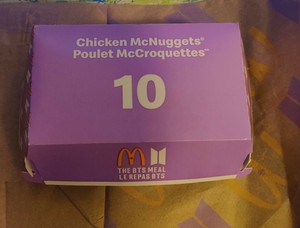 Chicken McNuggets®
Poulet McCroquettes™
10
THE BTS MEAL
LE REPAS BTS